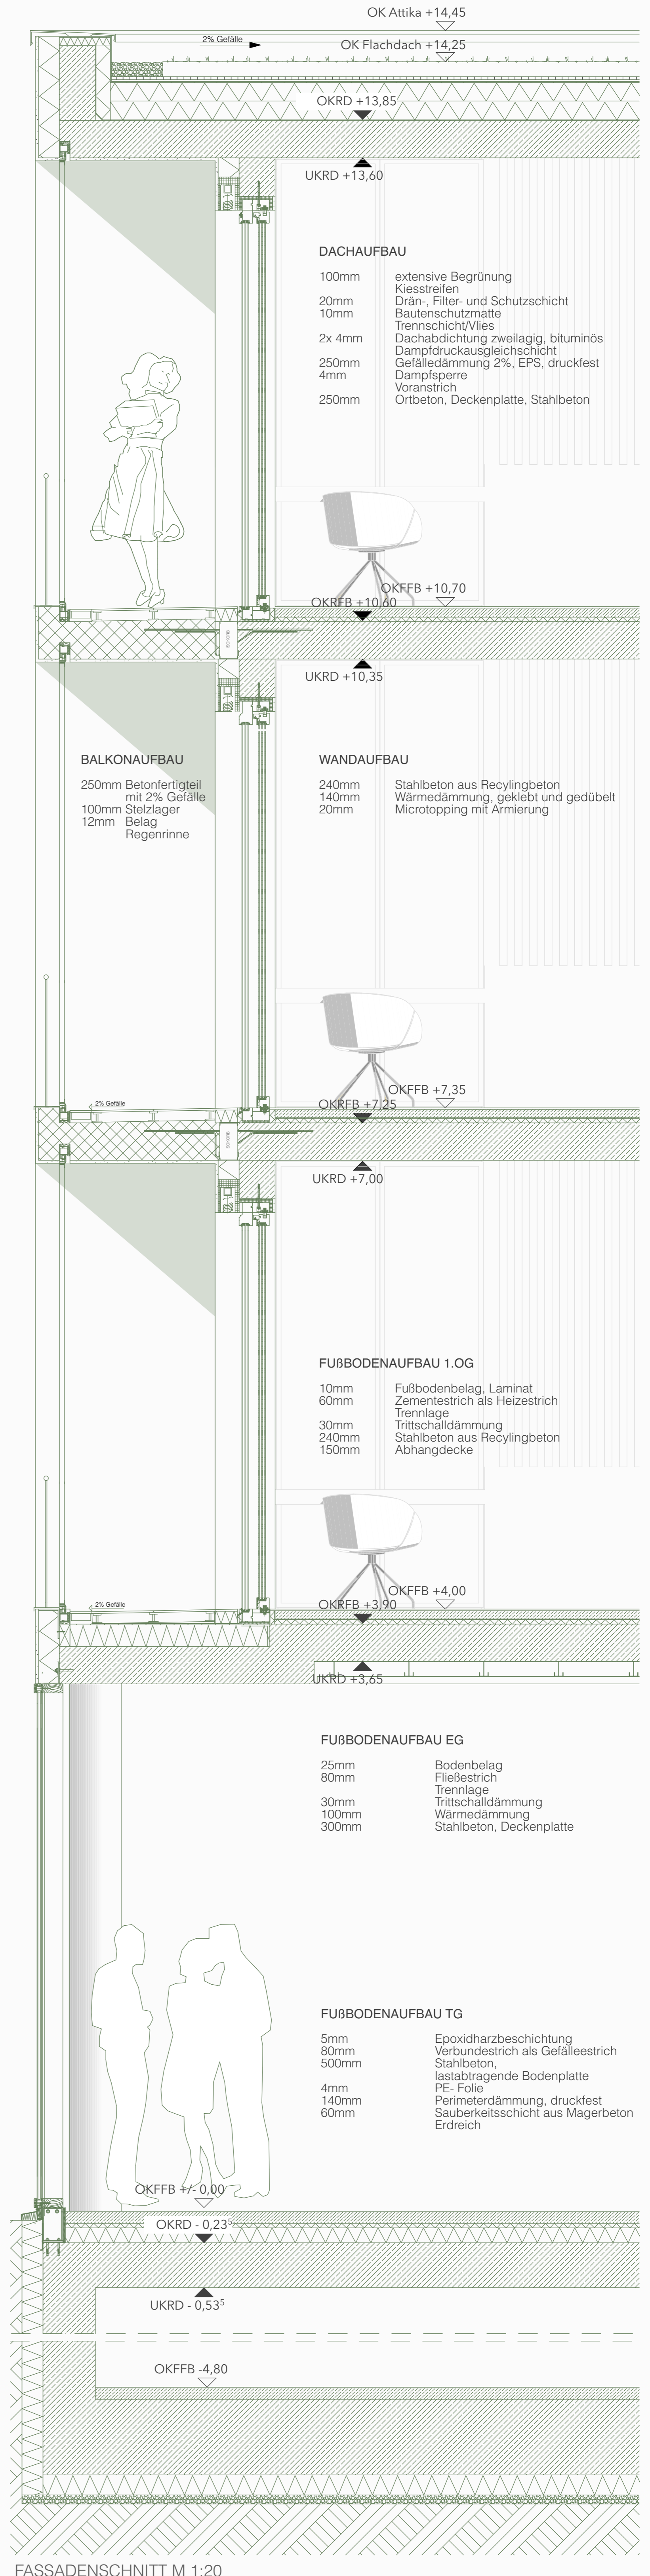 OK Attika +14,45
2% Gefälle
OK Flachdach +14,25
OKRD +13,85
UKRD +13,60
DACHAUFBAU
100mm extensive Begrünung
Kiesstreifen
20mm Drän-, Filter- und Schutzschicht
10mm Bautenschutzmatte
Trennschicht/Vlies
2x 4mm Dachabdichtung zweilagig, bituminös
Dampfdruckausgleichschicht
250mm Gefälledämmung 2%, EPS, druckfest
4mm Dampfsperre
Voranstrich
250mm Ortbeton, Deckenplatte, Stahlbeton
OKFFB +10,70
OKRFB +10,60
UKRD +10,35
BALKONAUFBAU
250mm Betonfertigteil
mit 2% Gefälle
100mm Stelzlager
12mm Belag
Regenrinne
WANDAUFBAU
240mm Stahlbeton aus Recylingbeton
140mm Wärmedämmung, geklebt und gedübelt
20mm Microtopping mit Armierung
OKFFB +7,35
2% Gefälle
OKRFB +7,25
UKRD +7,00
FUßBODENAUFBAU 1.OG
10mm Fußbodenbelag, Laminat
60mm Zementestrich als Heizestrich
Trennlage
30mm Trittschalldämmung
240mm Stahlbeton aus Recylingbeton
150mm Abhangdecke
OKFFB +4,00
2% Gefälle
OKRFB +3,90
UKRD +3,65
FUßBODENAUFBAU EG
25mm Bodenbelag
80mm Fließestrich
Trennlage
30mm Trittschalldämmung
100mm Wärmedämmung
300mm Stahlbeton, Deckenplatte
FUßBODENAUFBAU TG
5mm Epoxidharzbeschichtung
80mm Verbundestrich als Gefälleestrich
500mm Stahlbeton,
lastabtragende Bodenplatte
4mm PE- Folie
140mm Perimeterdämmung, druckfest
60mm Sauberkeitsschicht aus Magerbeton
Erdreich
OKFFB +/- 0,00
OKRD - 0,23⁵
UKRD - 0,53⁵
OKFFB -4,80
FASSADENSCHNITT M 1:20